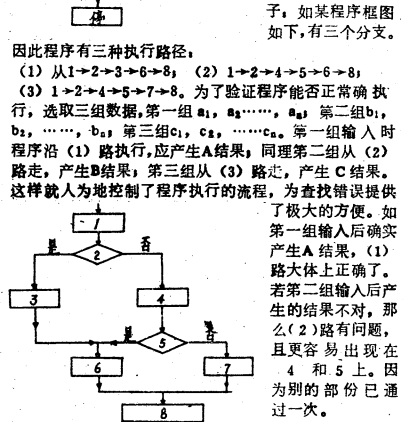 停
子：如某程序框图
如下，有三个分支。
因此程序有三种执行路径：
（1）从1→2→3→6→8；（2）1→2→4→5→6→8；
（3）1→2→4→5→7→8。为了验证程序能否正确执
行，选取三组数据，第一组a₁，a₂……，aₙ；第二组b₁，
b₂，……，bₙ；第三组c₁，c₂，……cₙ。第一组输入时
程序沿（1）路执行，应产生A结果；同理第二组从（2）
路走，产生B结果；第三组从（3）路走，产生C结果。
这样就人为地控制了程序执行的流程，为查找错误提供
了极大的方便。如
第一组输入后确实
产生A结果，（1）
路大体上正确了。
若第二组输入后产
生的结果不对，那
么（2）路有问题，
且更容易出现在
4 和5上。因
为别的部份已通
过一次。
1
是 2 否
3 4
是 5 否
6 7
8